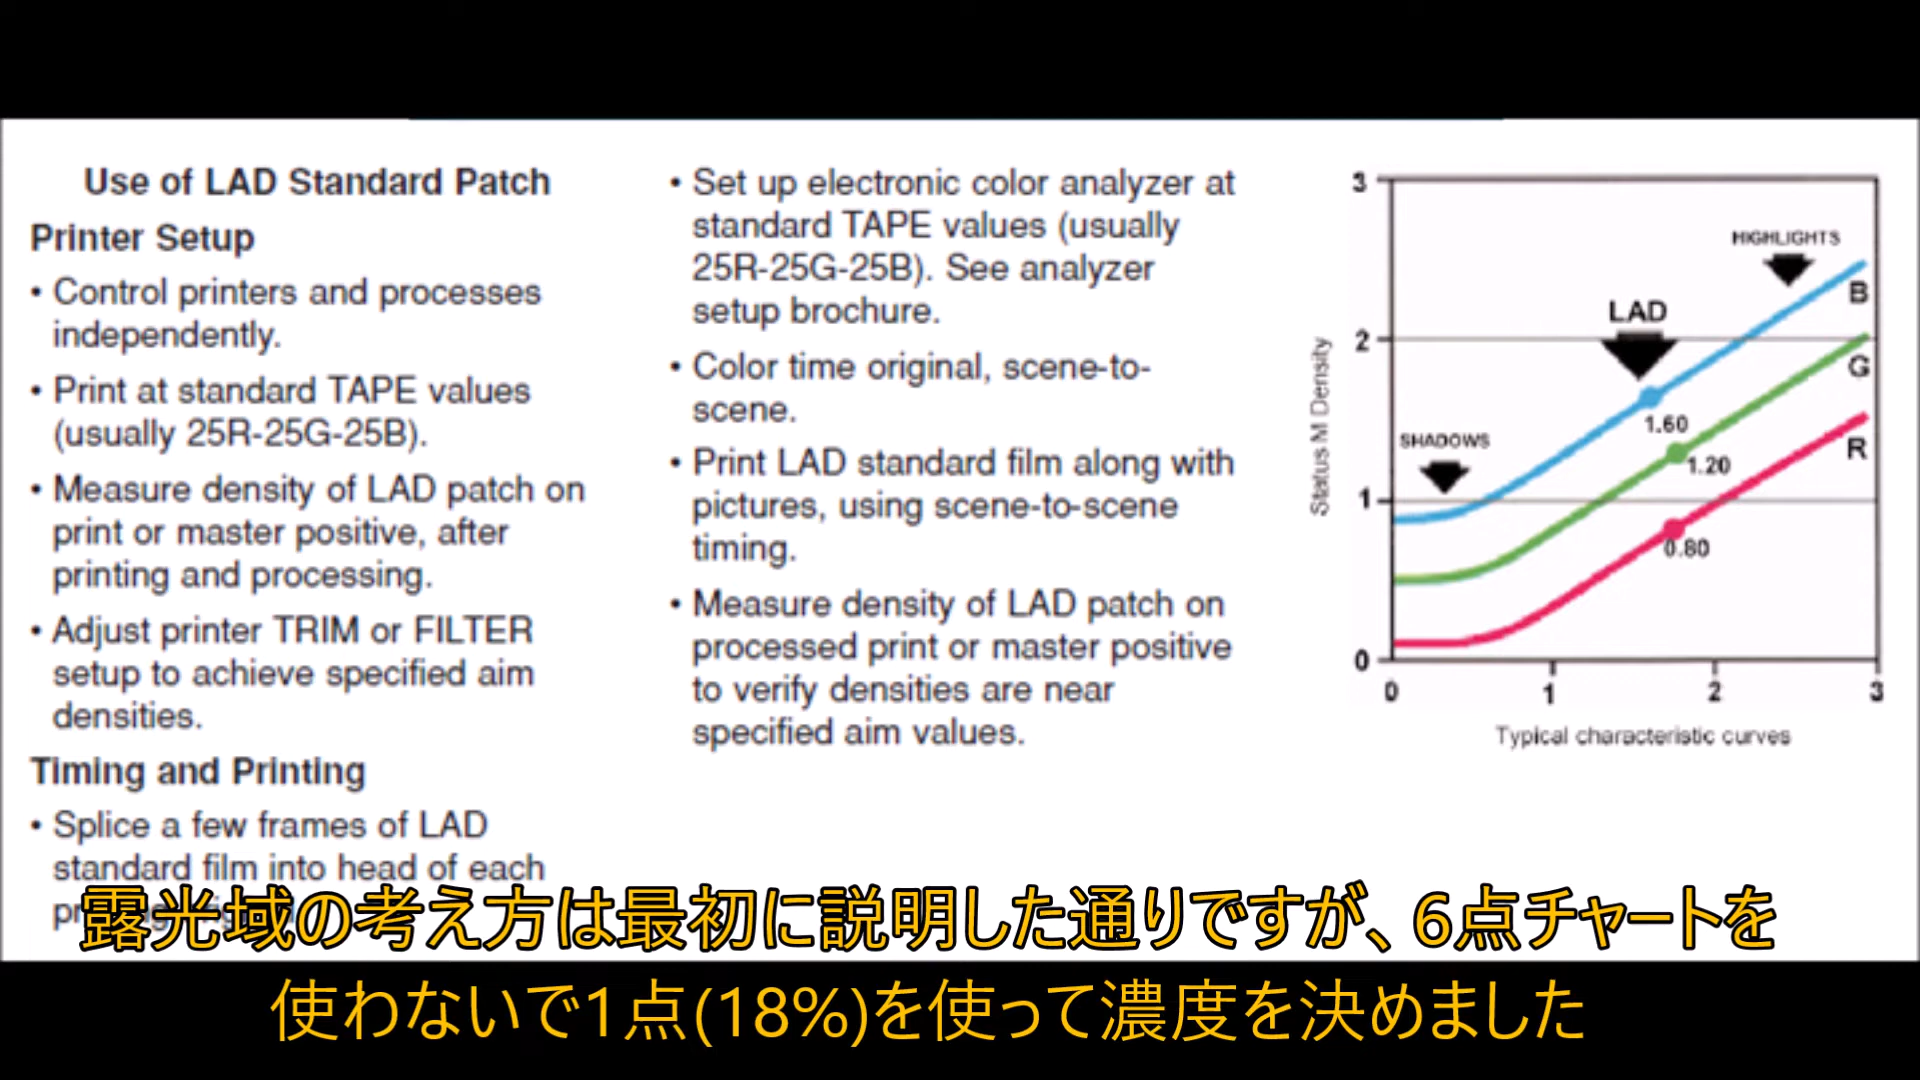 Use of LAD Standard Patch
Printer Setup
• Control printers and processes
independently.
• Print at standard TAPE values
(usually 25R-25G-25B).
• Measure density of LAD patch on
print or master positive, after
printing and processing.
• Adjust printer TRIM or FILTER
setup to achieve specified aim
densities.
Timing and Printing
• Splice a few frames of LAD
standard film into head of each
• Set up electronic color analyzer at
standard TAPE values (usually
25R-25G-25B). See analyzer
setup brochure.
• Color time original, scene-to-
scene.
• Print LAD standard film along with
pictures, using scene-to-scene
timing.
• Measure density of LAD patch on
processed print or master positive
to verify densities are near
specified aim values.
3
HIGHLIGHTS
B
LAD
2
G
1.60
SHADOWS
R
1.20
Status M Density
1
0.80
0
0 1 2 3
Typical characteristic curves
露光域の考え方は最初に説明した通りですが、6点チャートを
使わないで1点(18%)を使って濃度を決めました